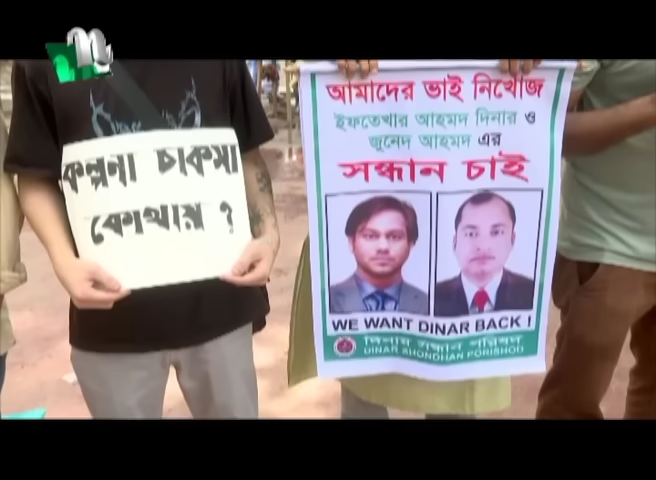 কল্পনা চাকমা
কোথায় ?
আমাদের ভাই নিখোঁজ
ইফতেখার আহমদ দিনার ও
জুনেদ আহমদ এর
সন্ধান চাই
WE WANT DINAR BACK !
দিনার সন্ধান পরিষদ
DINAR SHONDHAN PORISHOD